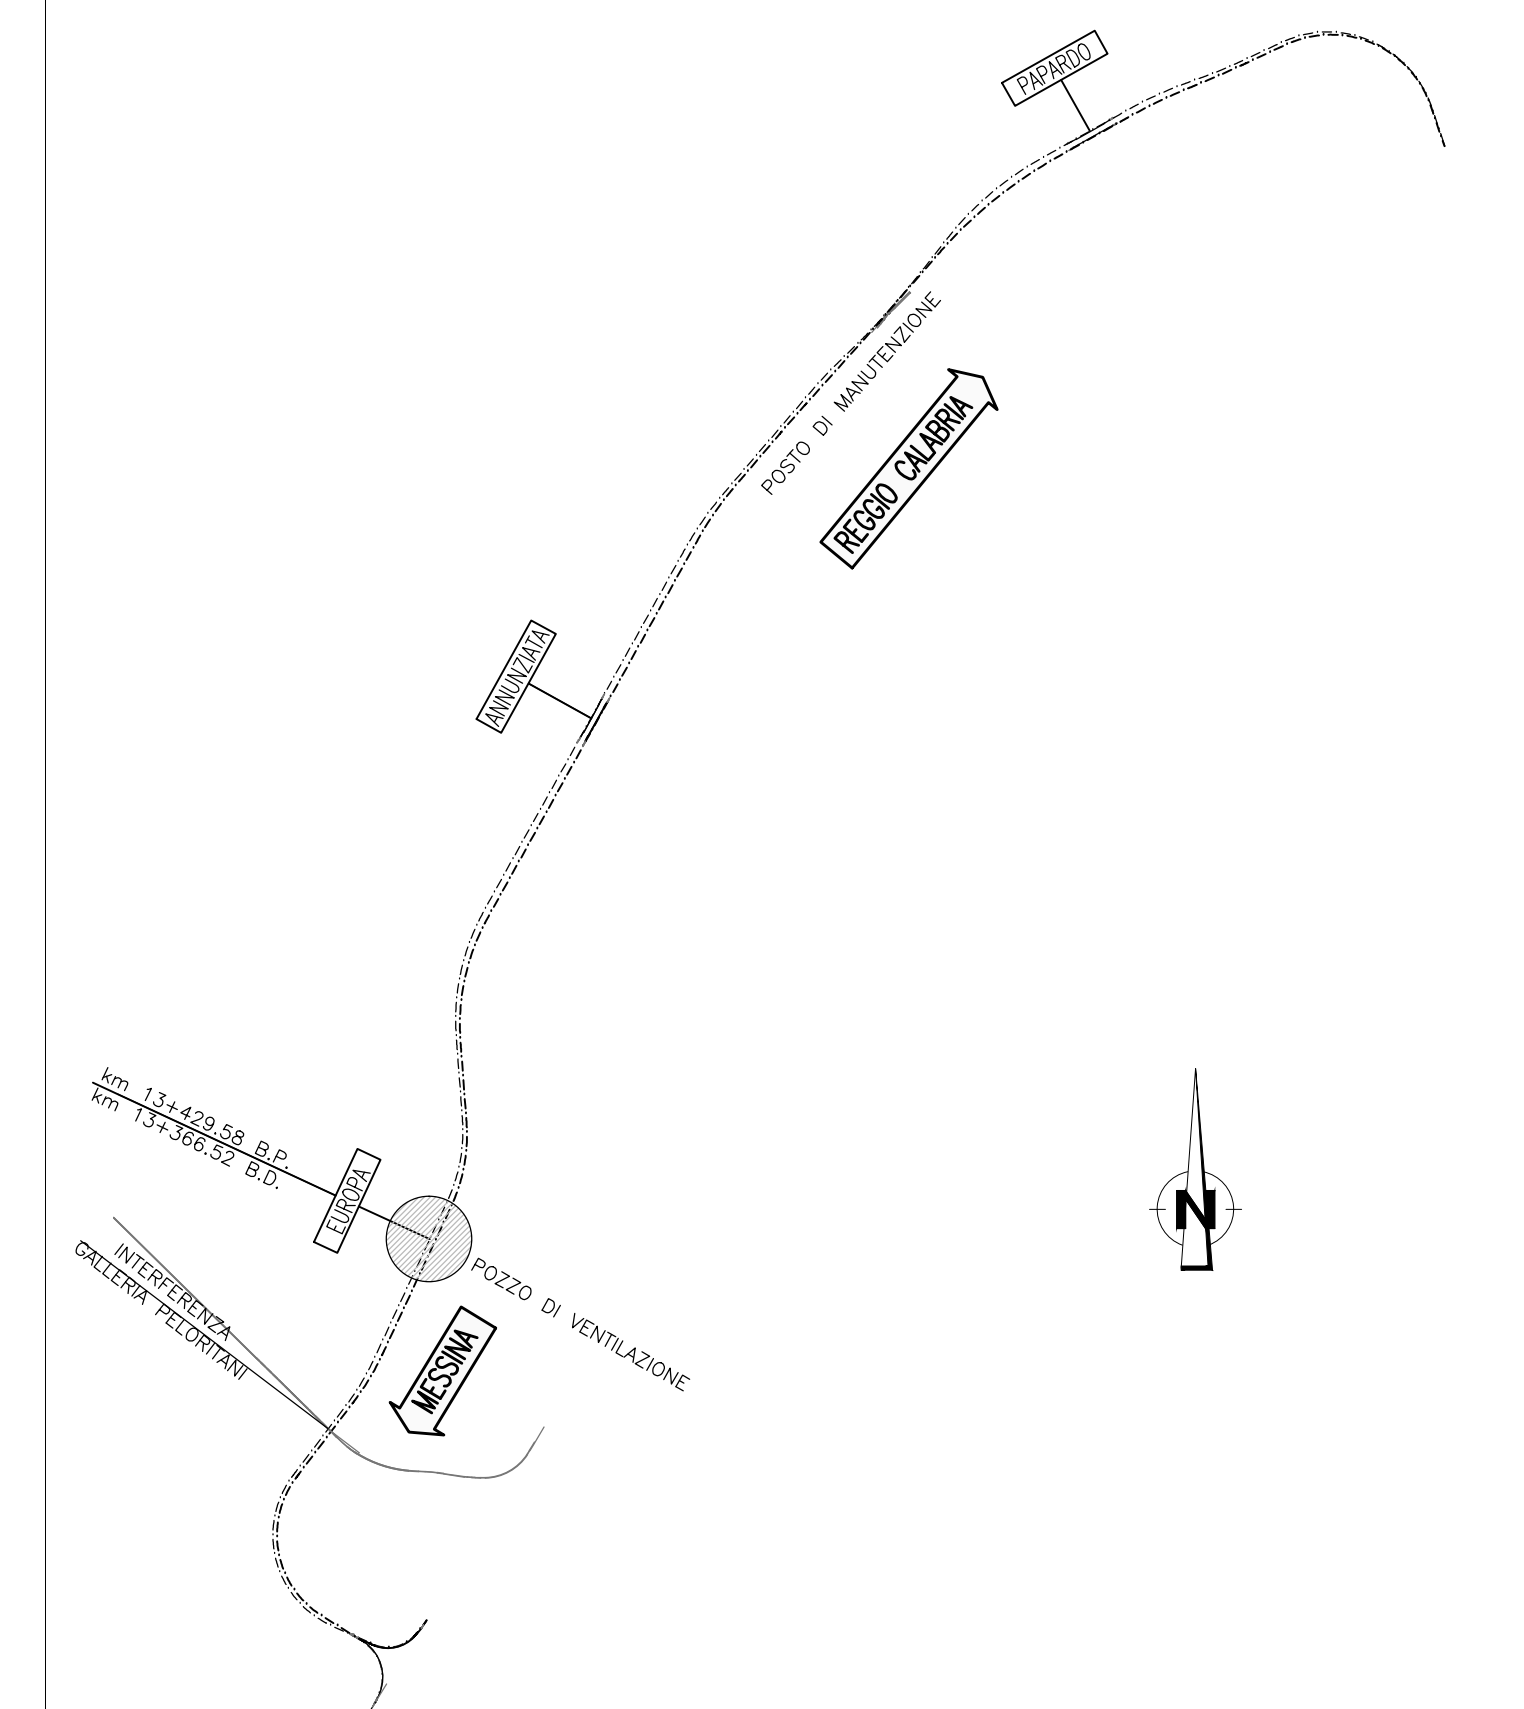 PAPARDO
POSTO DI MANUTENZIONE
REGGIO CALABRIA
ANNUNZIATA
km 13+429.58 B.P.
km 13+366.52 B.D.
EUROPA
POZZO DI VENTILAZIONE
INTERFERENZA
GALLERIA PELORITANI
MESSINA
N